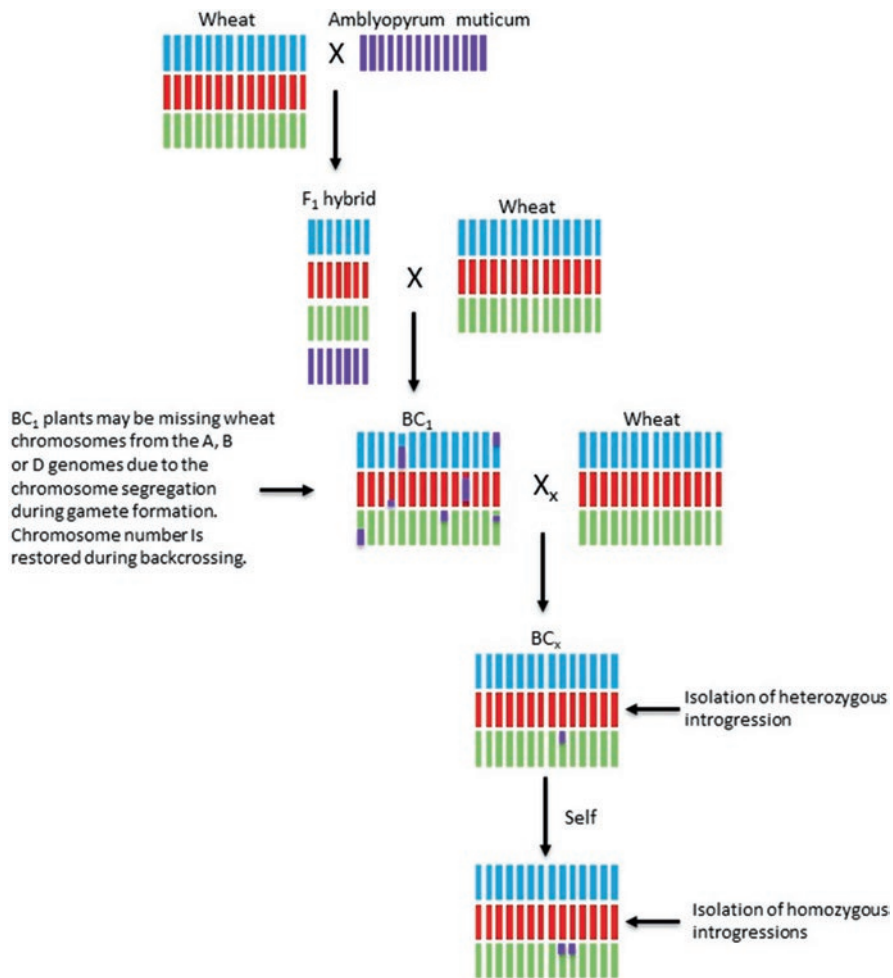 Wheat
Amblyopyrum muticum
X
F₁ hybrid
Wheat
X
BC₁ plants may be missing wheat
chromosomes from the A, B
or D genomes due to the
chromosome segregation
during gamete formation.
Chromosome number Is
restored during backcrossing.
BC₁
Wheat
Xₓ
BCₓ
Isolation of heterozygous
introgression
Self
Isolation of homozygous
introgressions